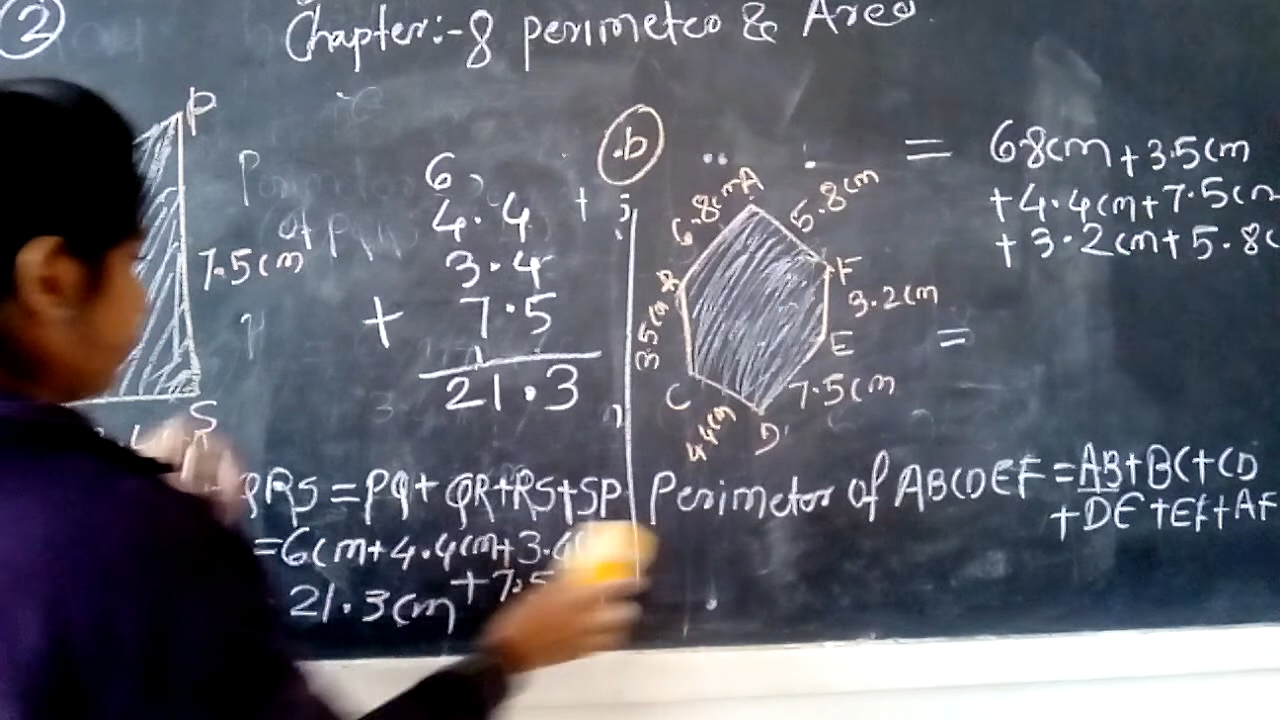 2
Chapter:-8 perimeteo & Area
P
7.5cm
S
6
4.4
3.4
+ 7.5
21.3
QRS = PQ + QR+RS+SP
=6cm+4.4cm+3.4
+7.5
21.3cm
b
6.8cm A 5.8cm
B F
3.5cm 3.2cm
E
C 7.5cm
4.4cm D
= 6.8cm+3.5cm
+4.4cm+7.5cm
+3.2cm+5.8c
=
Perimetor of ABCDEF =AB+BC+CD
+DE+EF+AF